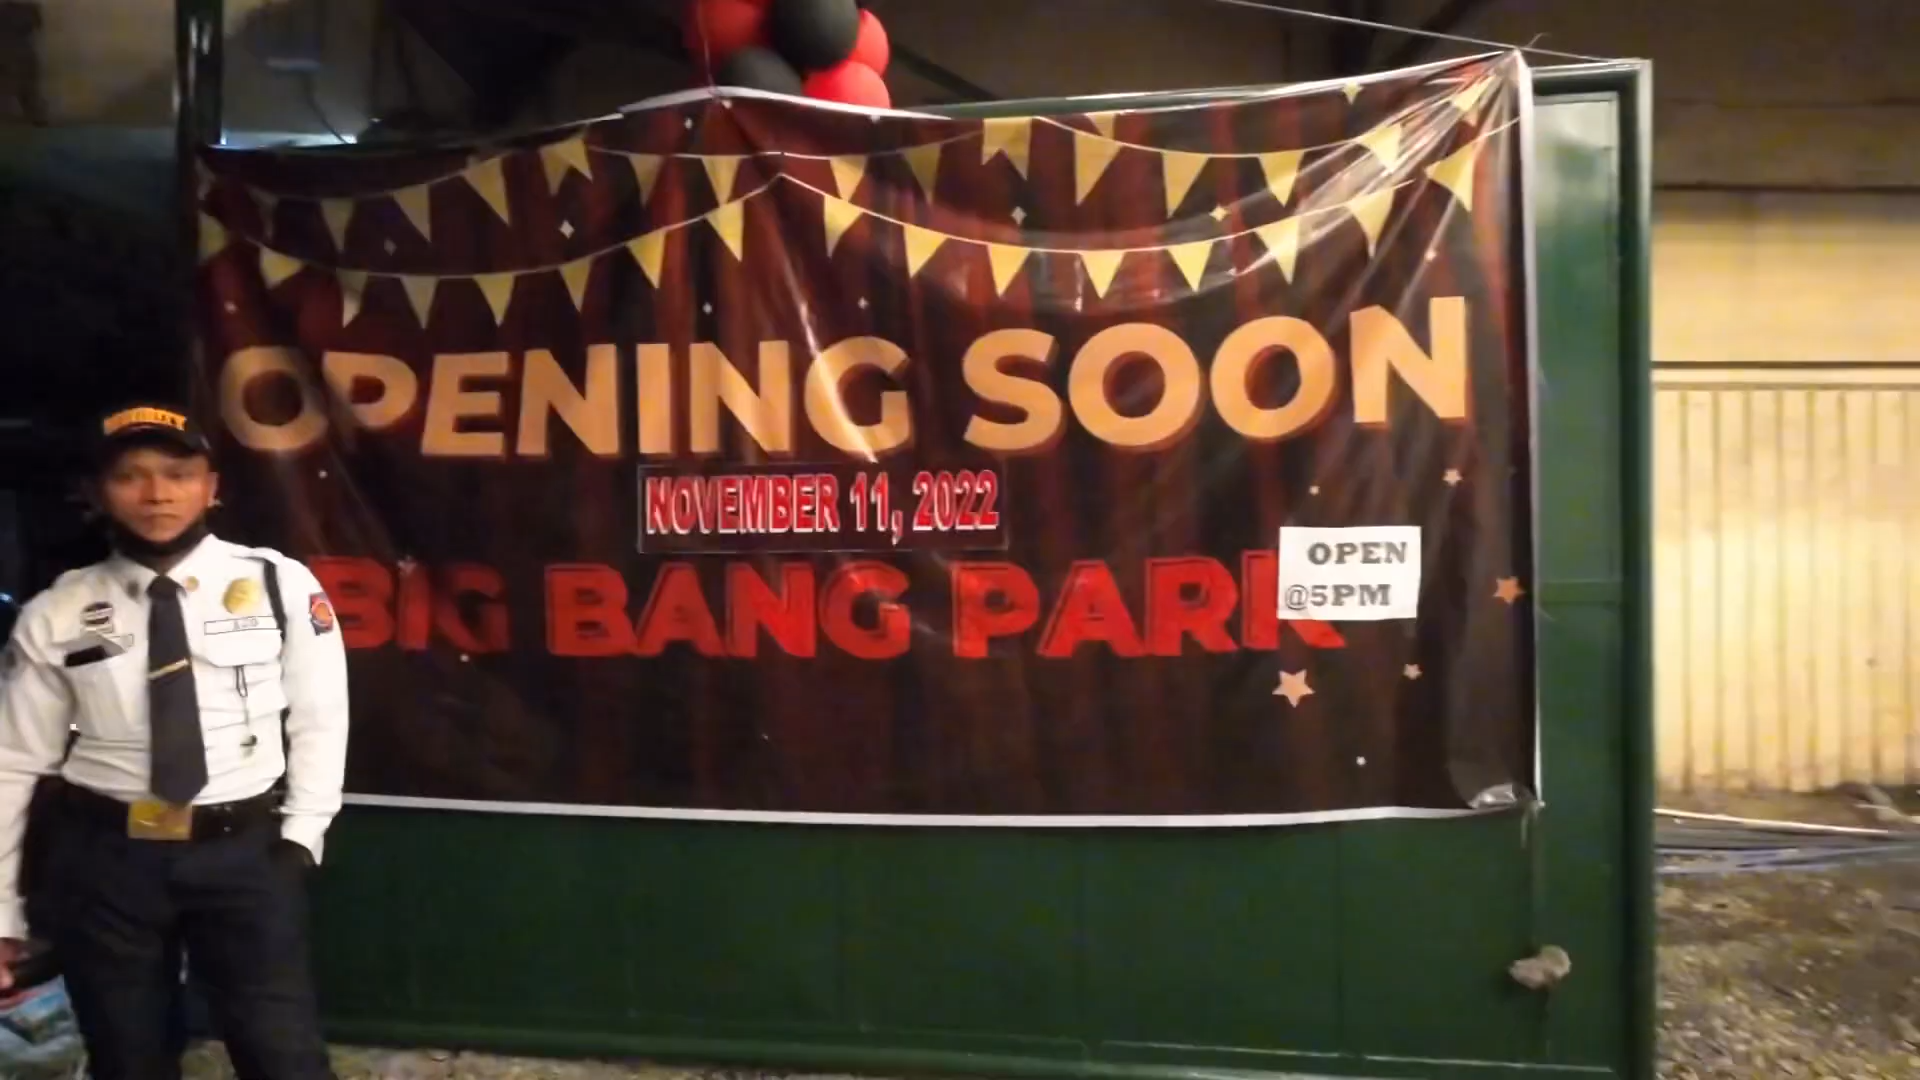 OPENING SOON
NOVEMBER 11, 2022
BIG BANG PARK
OPEN
@5PM